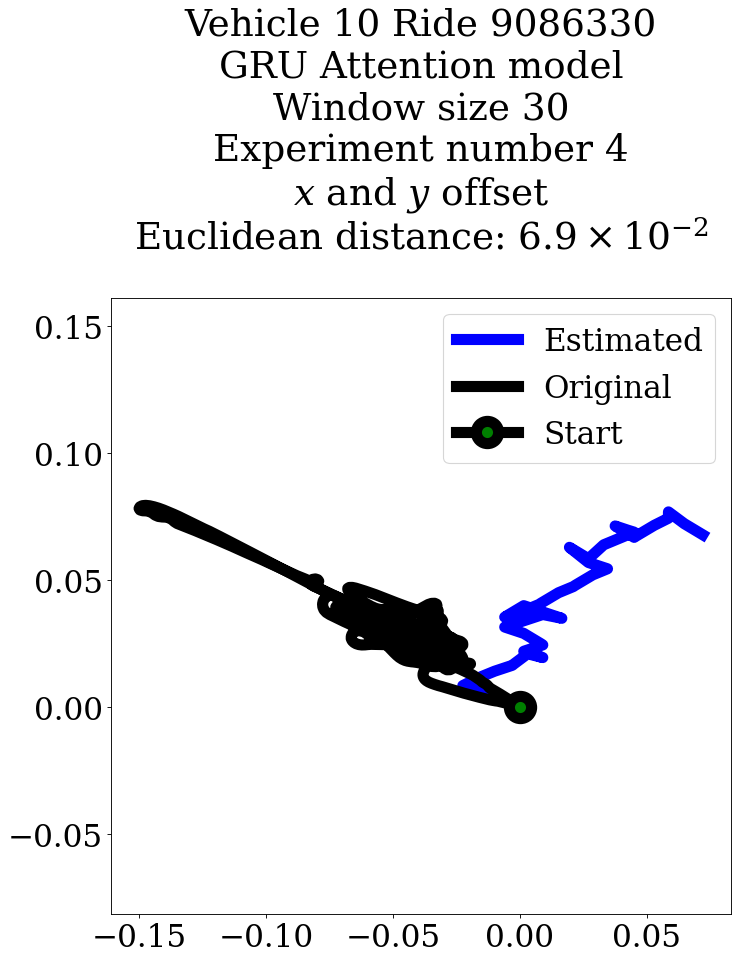 Vehicle 10 Ride 9086330
GRU Attention model
Window size 30
Experiment number 4
x and y offset
Euclidean distance: 6.9 × 10⁻²
0.15
0.10
0.05
0.00
−0.05
Estimated
Original
Start
−0.15 −0.10 −0.05 0.00 0.05